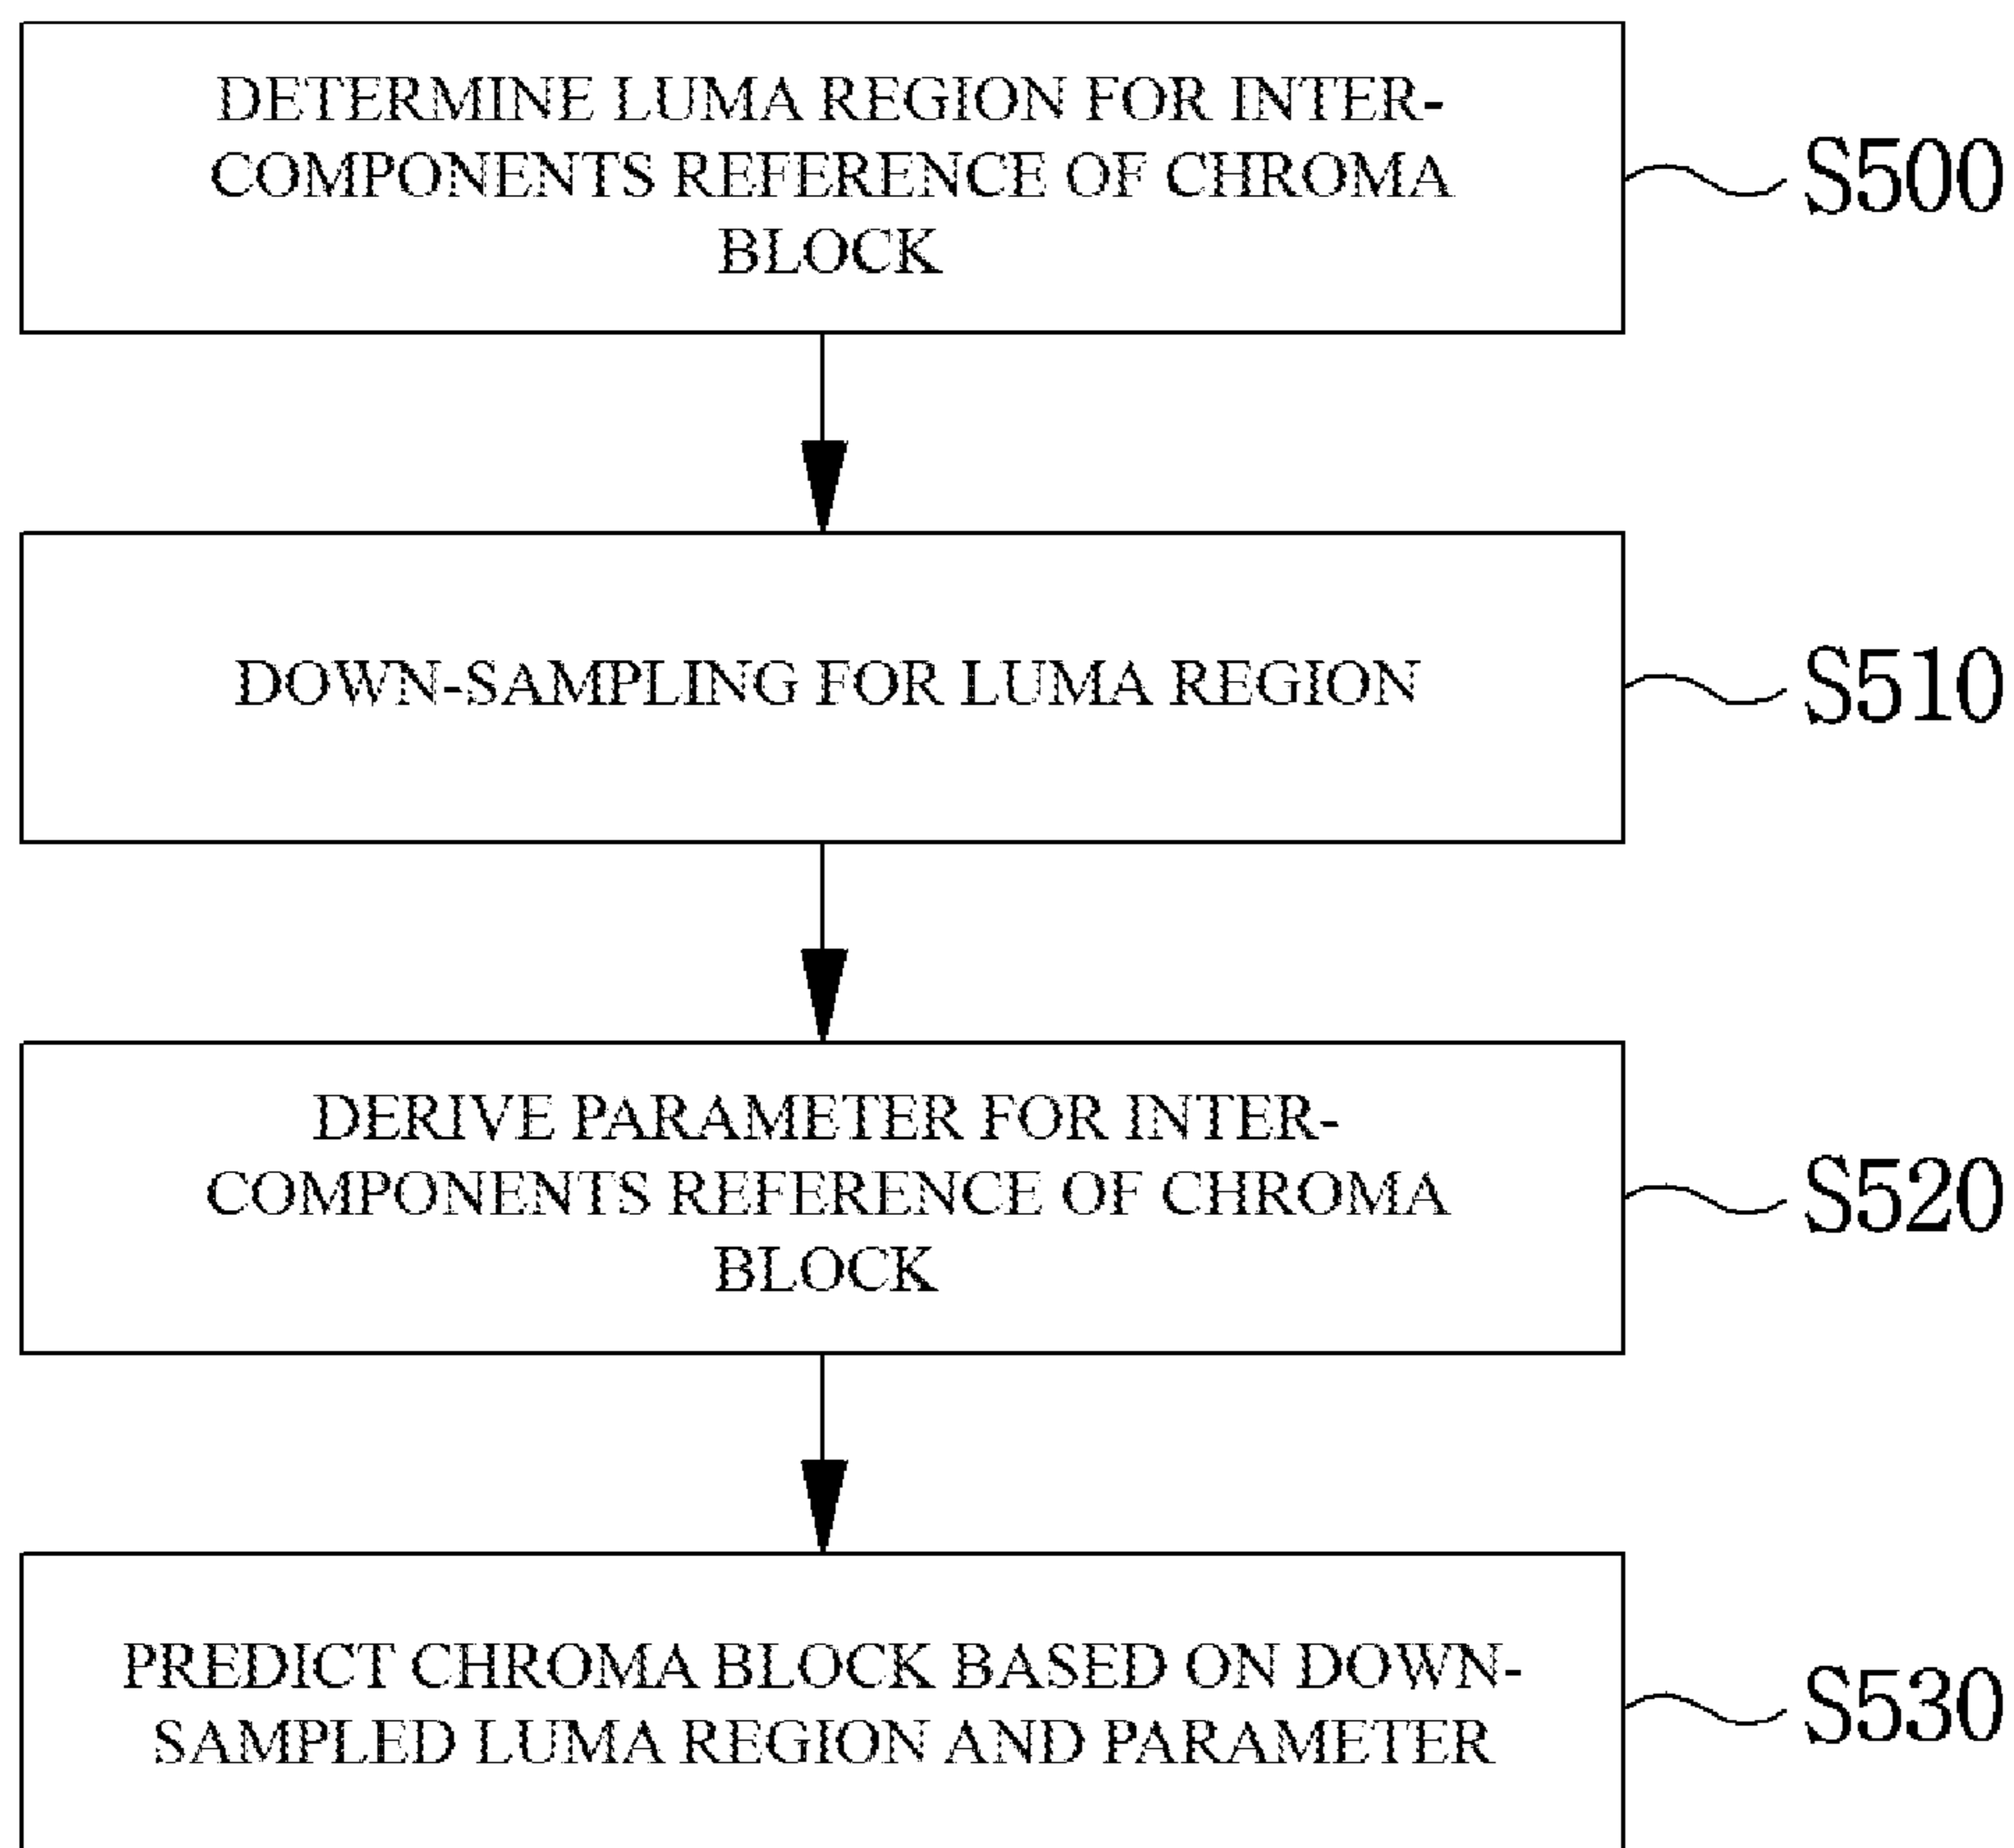 DETERMINE LUMA REGION FOR INTER-
COMPONENTS REFERENCE OF CHROMA
BLOCK
S500
DOWN-SAMPLING FOR LUMA REGION
S510
DERIVE PARAMETER FOR INTER-
COMPONENTS REFERENCE OF CHROMA
BLOCK
S520
PREDICT CHROMA BLOCK BASED ON DOWN-
SAMPLED LUMA REGION AND PARAMETER
S530